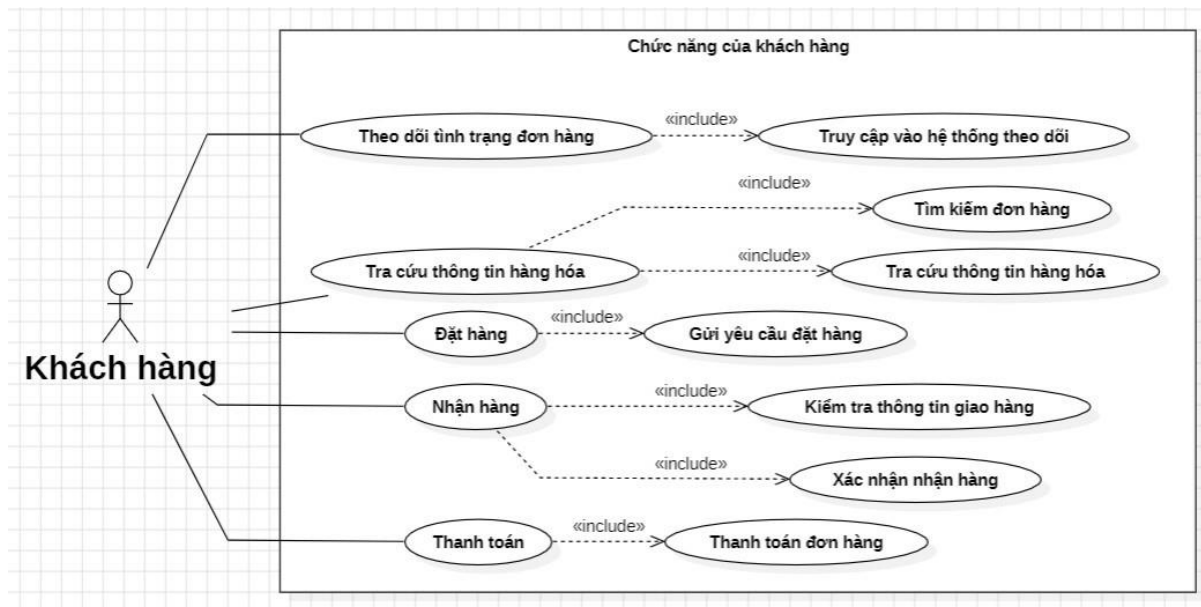 Chức năng của khách hàng
Theo dõi tình trạng đơn hàng
«include»
Truy cập vào hệ thống theo dõi
«include»
Tìm kiếm đơn hàng
Tra cứu thông tin hàng hóa
«include»
Tra cứu thông tin hàng hóa
Đặt hàng
«include»
Gửi yêu cầu đặt hàng
Khách hàng
Nhận hàng
«include»
Kiểm tra thông tin giao hàng
«include»
Xác nhận nhận hàng
Thanh toán
«include»
Thanh toán đơn hàng